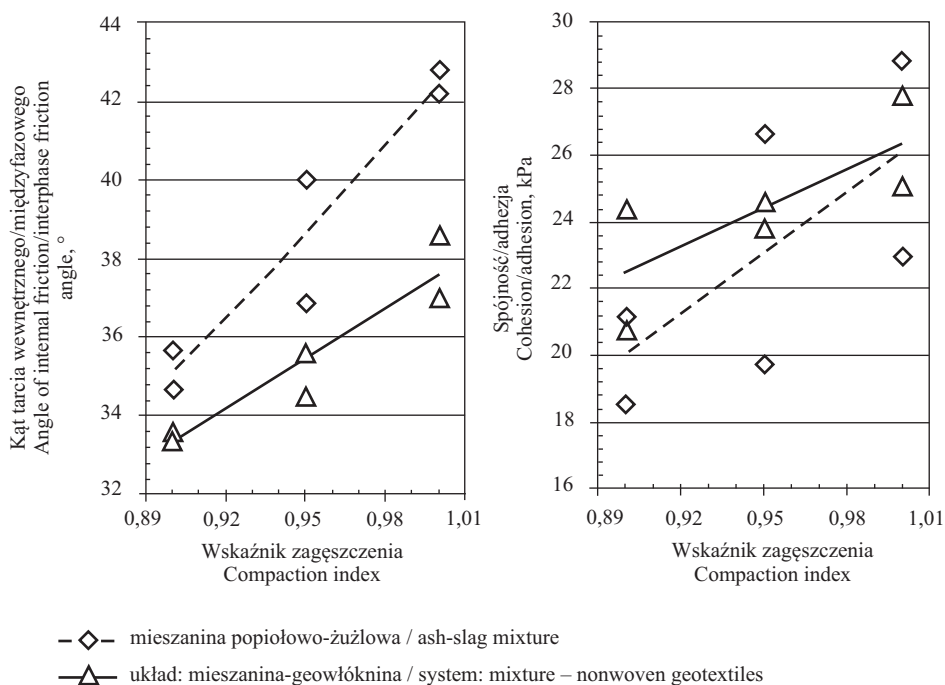 Kąt tarcia wewnętrznego/międzyfazowego
Angle of internal friction/interphase friction
angle, °
44
42
40
38
36
34
32
0,89
0,92
0,95
0,98
1,01
Wskaźnik zagęszczenia
Compaction index
Spójność/adhezja
Cohesion/adhesion, kPa
30
28
26
24
22
20
18
16
0,89
0,92
0,95
0,98
1,01
Wskaźnik zagęszczenia
Compaction index
mieszanina popiołowo-żużlowa / ash-slag mixture
układ: mieszanina-geowłóknina / system: mixture – nonwoven geotextiles